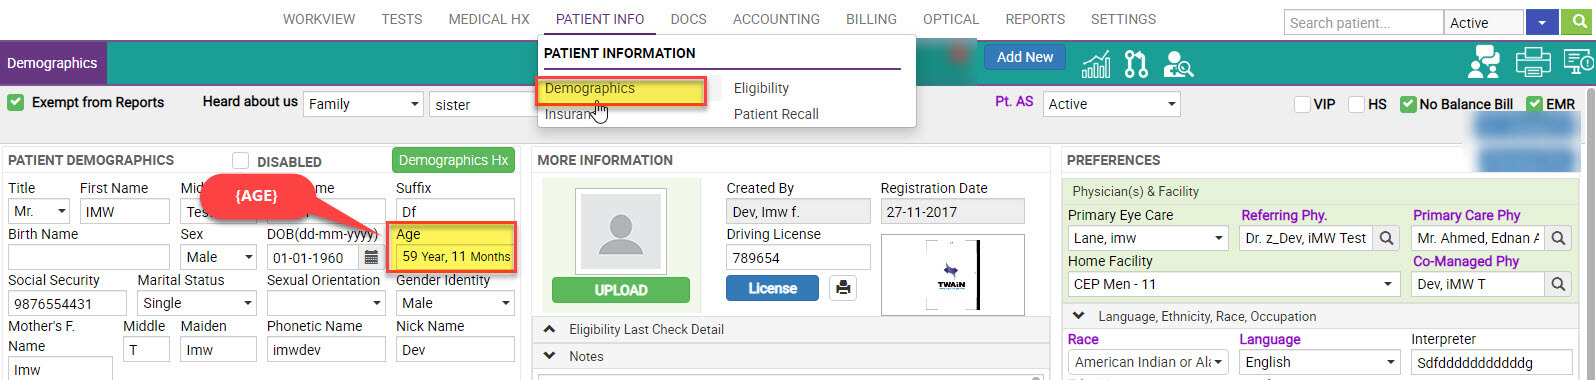 WORKVIEW TESTS MEDICAL HX PATIENT INFO DOCS ACCOUNTING BILLING OPTICAL REPORTS SETTINGS Search patient... Active
PATIENT INFORMATION
Demographics Add New
Demographics Eligibility
Insuran Patient Recall
Exempt from Reports Heard about us Family sister Pt. AS Active VIP HS No Balance Bill EMR
PATIENT DEMOGRAPHICS DISABLED Demographics Hx
Title First Name Mid me Suffix
Mr. IMW Tes Df
{AGE}
Birth Name Sex DOB(dd-mm-yyyy) Age
Male 01-01-1960 59 Year, 11 Months
Social Security Marital Status Sexual Orientation Gender Identity
9876554431 Single Male
Mother's F. Name Middle Maiden Phonetic Name Nick Name
Imw T Imw imwdev Dev
MORE INFORMATION
Created By Registration Date
Dev, Imw f. 27-11-2017
Driving License
789654
UPLOAD License TWAIN
Eligibility Last Check Detail
Notes
PREFERENCES
Physician(s) & Facility
Primary Eye Care Referring Phy. Primary Care Phy
Lane, imw Dr. z_Dev, iMW Test Mr. Ahmed, Ednan A
Home Facility Co-Managed Phy
CEP Men - 11 Dev, iMW T
Language, Ethnicity, Race, Occupation
Race Language Interpreter
American Indian or Ala English Sdfdddddddddddg